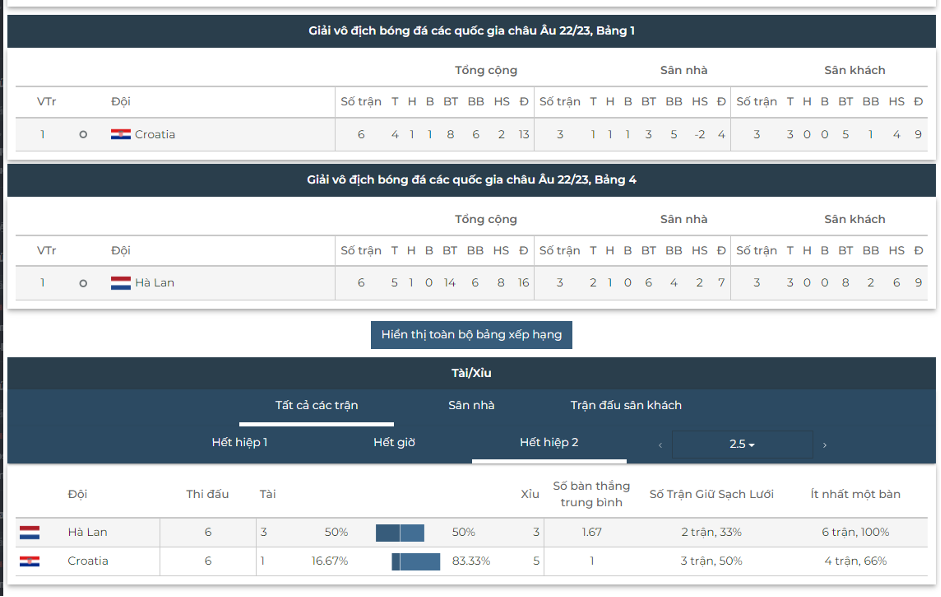 Giải vô địch bóng đá các quốc gia châu Âu 22/23, Bảng 1
Tổng cộng Sân nhà Sân khách
VTr Đội Số trận T H B BT BB HS Đ Số trận T H B BT BB HS Đ Số trận T H B BT BB HS Đ
1 Croatia 6 4 1 1 8 6 2 13 3 1 1 1 3 5 -2 4 3 3 0 0 5 1 4 9
Giải vô địch bóng đá các quốc gia châu Âu 22/23, Bảng 4
Tổng cộng Sân nhà Sân khách
VTr Đội Số trận T H B BT BB HS Đ Số trận T H B BT BB HS Đ Số trận T H B BT BB HS Đ
1 Hà Lan 6 5 1 0 14 6 8 16 3 2 1 0 6 4 2 7 3 3 0 0 8 2 6 9
Hiển thị toàn bộ bảng xếp hạng
Tài/Xỉu
Tất cả các trận Sân nhà Trận đấu sân khách
Hết hiệp 1 Hết giờ Hết hiệp 2 ‹ 2.5 ›
Đội Thi đấu Tài Xỉu Số bàn thắng trung bình Số Trận Giữ Sạch Lưới Ít nhất một bàn
Hà Lan 6 3 50% 50% 3 1.67 2 trận, 33% 6 trận, 100%
Croatia 6 1 16.67% 83.33% 5 1 3 trận, 50% 4 trận, 66%